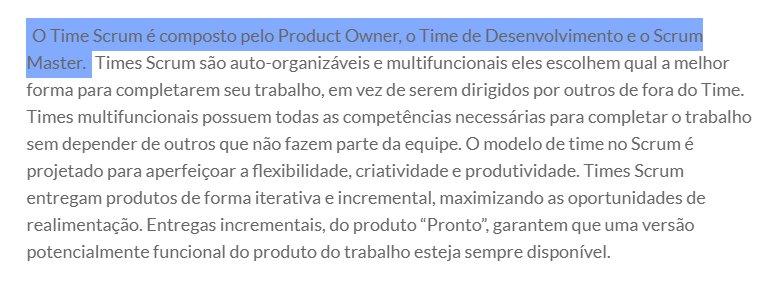 O Time Scrum é composto pelo Product Owner, o Time de Desenvolvimento e o Scrum
Master. Times Scrum são auto-organizáveis e multifuncionais eles escolhem qual a melhor
forma para completarem seu trabalho, em vez de serem dirigidos por outros de fora do Time.
Times multifuncionais possuem todas as competências necessárias para completar o trabalho
sem depender de outros que não fazem parte da equipe. O modelo de time no Scrum é
projetado para aperfeiçoar a flexibilidade, criatividade e produtividade. Times Scrum
entregam produtos de forma iterativa e incremental, maximizando as oportunidades de
realimentação. Entregas incrementais, do produto “Pronto”, garantem que uma versão
potencialmente funcional do produto do trabalho esteja sempre disponível.